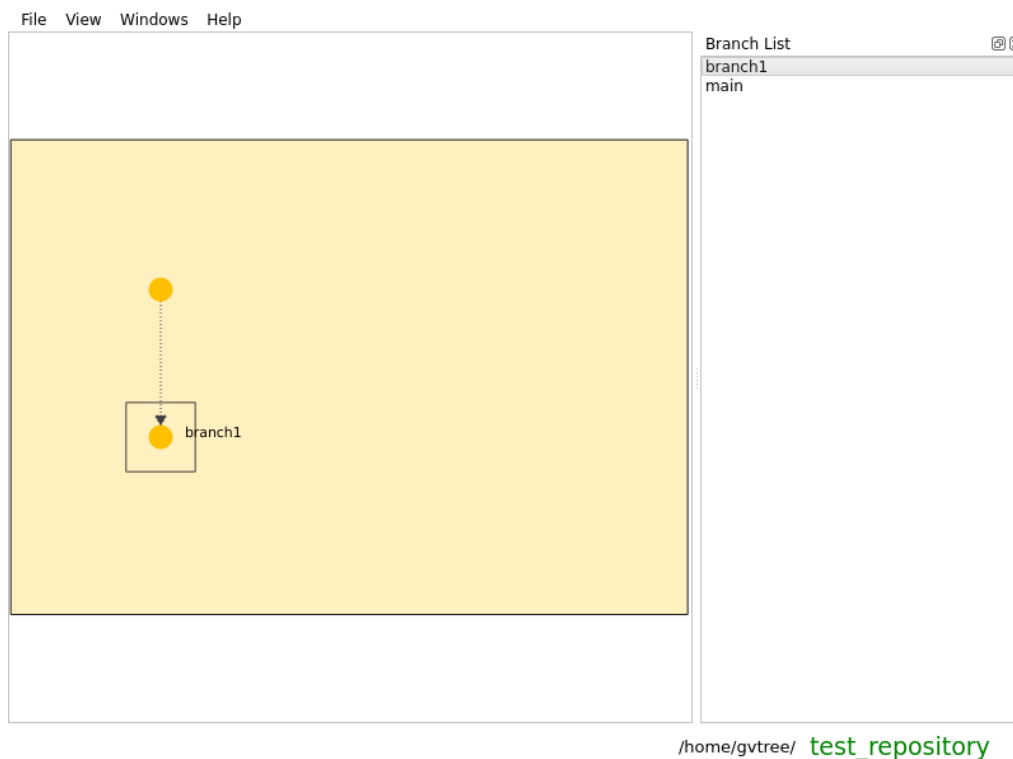 File View Windows Help
Branch List
branch1
main
branch1
/home/gvtree/ test_repository